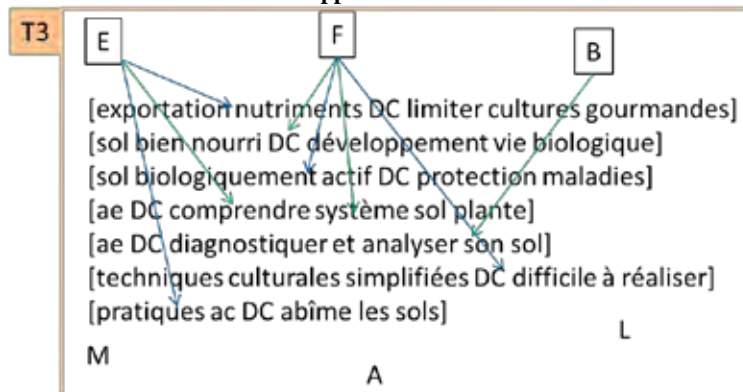 T3
E
F
B
[exportation nutriments DC limiter cultures gourmandes]
[sol bien nourri DC développement vie biologique]
[sol biologiquement actif DC protection maladies]
[ae DC comprendre système sol plante]
[ae DC diagnostiquer et analyser son sol]
[techniques culturales simplifiées DC difficile à réaliser]
[pratiques ac DC abîme les sols]
L
M
A